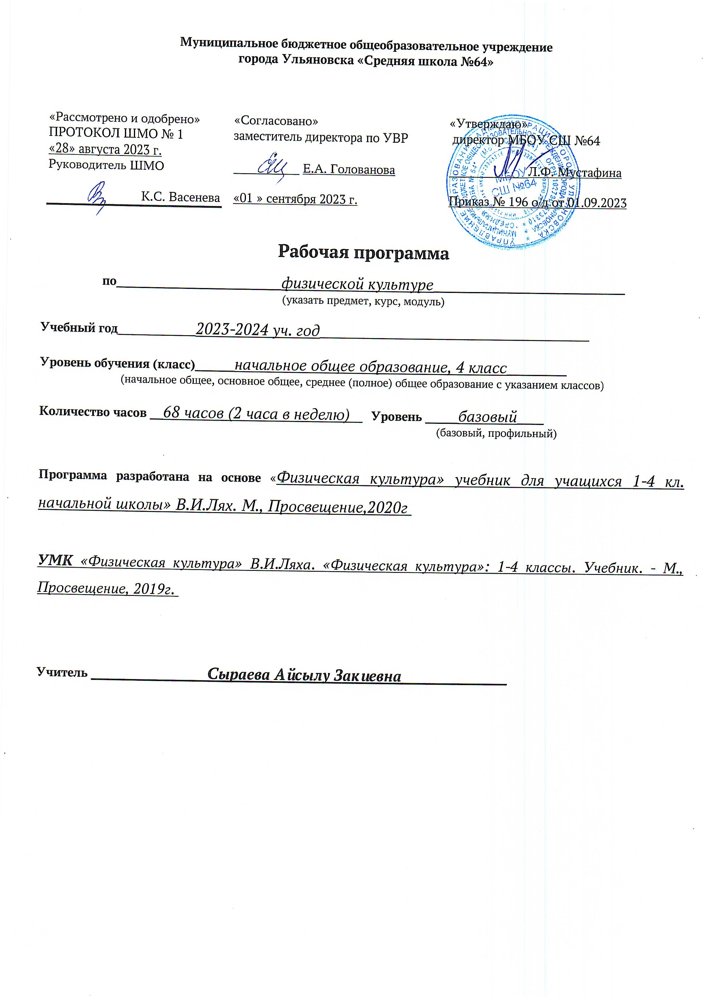 Муниципальное бюджетное общеобразовательное учреждение
города Ульяновска «Средняя школа №64»
«Рассмотрено и одобрено»
ПРОТОКОЛ ШМО № 1
«28» августа 2023 г.
Руководитель ШМО
К.С. Васенева
«Согласовано»
заместитель директора по УВР
Е.А. Голованова
«01 » сентября 2023 г.
«Утверждаю»
директор МБОУ СШ №64
Л.Ф. Мустафина
Приказ № 196 о/д от 01.09.2023
МБОУ
СШ №64
Рабочая программа
по физической культуре
(указать предмет, курс, модуль)
Учебный год 2023-2024 уч. год
Уровень обучения (класс) начальное общее образование, 4 класс
(начальное общее, основное общее, среднее (полное) общее образование с указанием классов)
Количество часов 68 часов (2 часа в неделю) Уровень базовый
(базовый, профильный)
Программа разработана на основе «Физическая культура» учебник для учащихся 1-4 кл.
начальной школы» В.И.Лях. М., Просвещение,2020г
УМК «Физическая культура» В.И.Ляха. «Физическая культура»: 1-4 классы. Учебник. - М.,
Просвещение, 2019г.
Учитель Сыраева Айсылу Закиевна